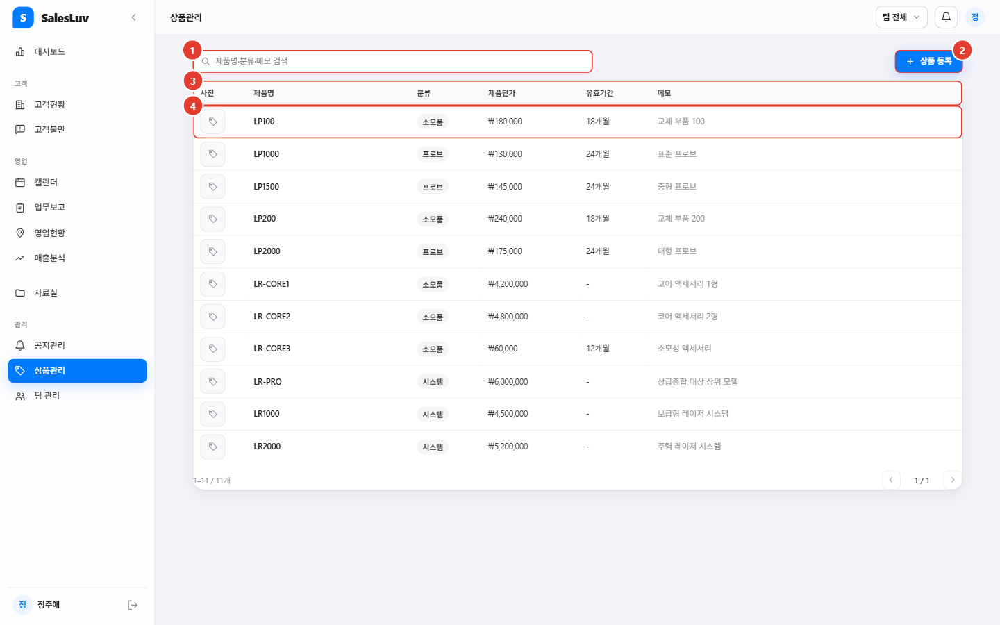 S SalesLuv
상품관리
팀 전체
정
대시보드
고객
고객현황
고객불만
영업
캘린더
업무보고
영업현황
매출분석
자료실
관리
공지관리
상품관리
팀 관리
정 정주애
1 제품명·분류·메모 검색
2 + 상품 등록
3
사진 제품명 분류 제품단가 유효기간 메모
4
LP100 소모품 ₩180,000 18개월 교체 부품 100
LP1000 프로브 ₩130,000 24개월 표준 프로브
LP1500 프로브 ₩145,000 24개월 중형 프로브
LP200 소모품 ₩240,000 18개월 교체 부품 200
LP2000 프로브 ₩175,000 24개월 대형 프로브
LR-CORE1 소모품 ₩4,200,000 - 코어 액세서리 1형
LR-CORE2 소모품 ₩4,800,000 - 코어 액세서리 2형
LR-CORE3 소모품 ₩60,000 12개월 소모성 액세서리
LR-PRO 시스템 ₩6,000,000 - 상급종합 대상 상위 모델
LR1000 시스템 ₩4,500,000 - 보급형 레이저 시스템
LR2000 시스템 ₩5,200,000 - 주력 레이저 시스템
1–11 / 11개
1 / 1